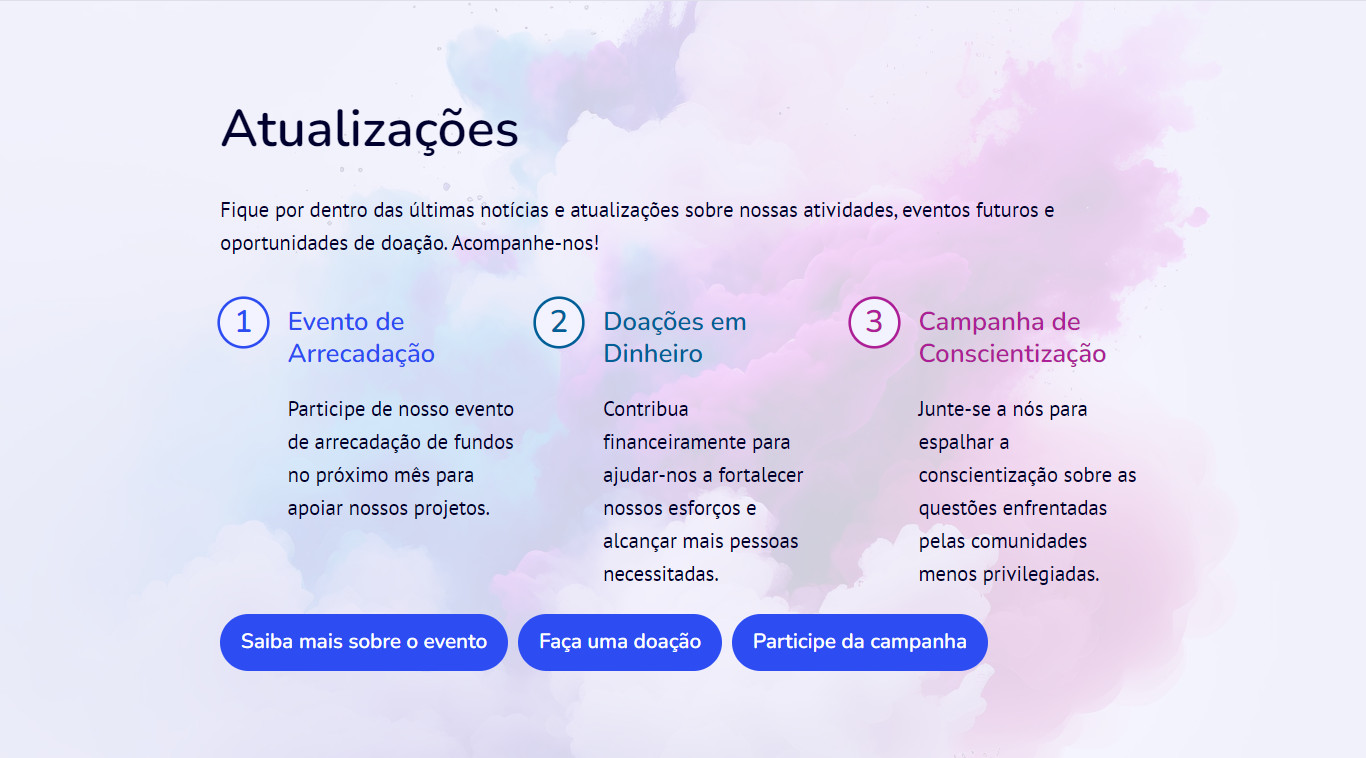 Atualizações
Fique por dentro das últimas notícias e atualizações sobre nossas atividades, eventos futuros e
oportunidades de doação. Acompanhe-nos!
1
Evento de
Arrecadação
Participe de nosso evento
de arrecadação de fundos
no próximo mês para
apoiar nossos projetos.
2
Doações em
Dinheiro
Contribua
financeiramente para
ajudar-nos a fortalecer
nossos esforços e
alcançar mais pessoas
necessitadas.
3
Campanha de
Conscientização
Junte-se a nós para
espalhar a
conscientização sobre as
questões enfrentadas
pelas comunidades
menos privilegiadas.
Saiba mais sobre o evento
Faça uma doação
Participe da campanha